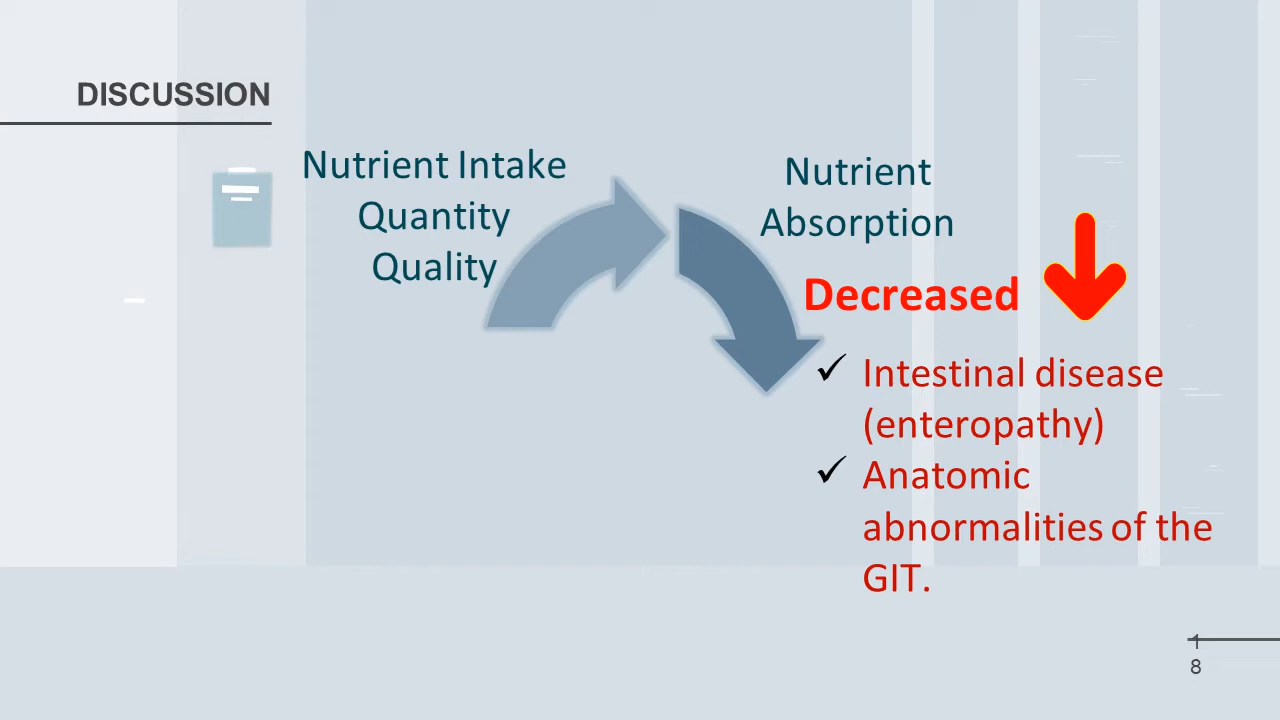 DISCUSSION
Nutrient Intake
Quantity
Quality
Nutrient
Absorption
Decreased
✓ Intestinal disease
(enteropathy)
✓ Anatomic
abnormalities of the
GIT.
1
8